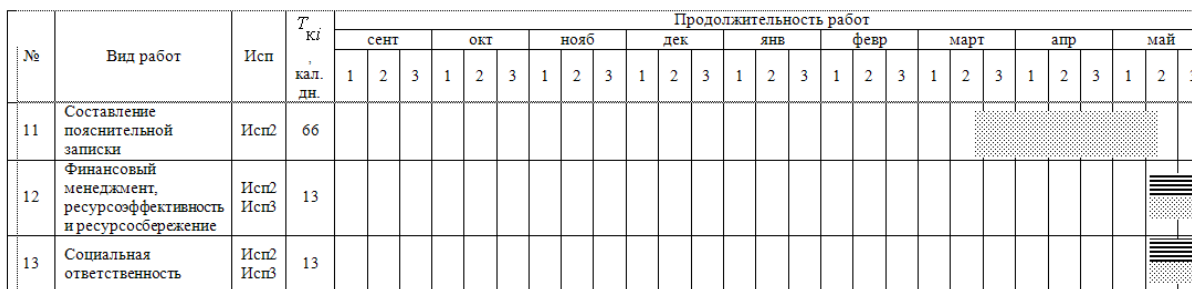 № Вид работ Исп Tкi, кал. дн. Продолжительность работ
сент окт нояб дек янв февр март апр май
1 2 3 1 2 3 1 2 3 1 2 3 1 2 3 1 2 3 1 2 3 1 2 3 1 2 3
11 Составление
пояснительной
записки
Исп2 66
12 Финансовый
менеджмент,
ресурсоэффективность
и ресурсосбережение
Исп2
Исп3
13
13 Социальная
ответственность
Исп2
Исп3
13